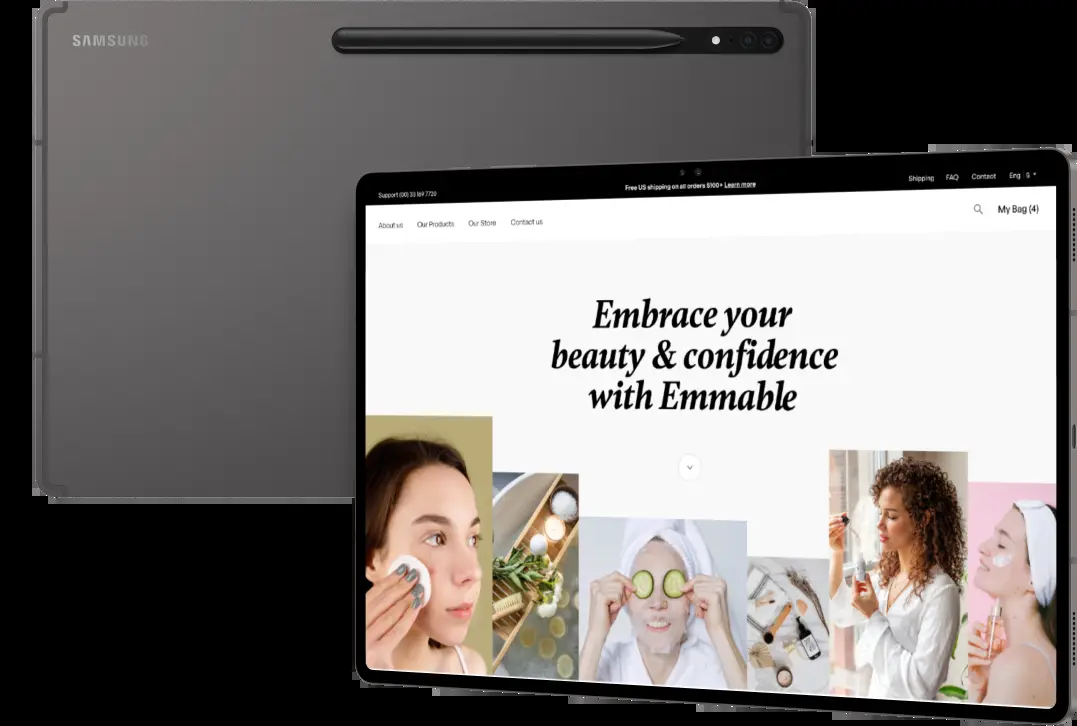 SAMSUNG
Support (00) 33 169 7720
Free US shipping on all orders $100+ Learn more
Shipping FAQ Contact Eng $
About us Our Products Our Store Contact us
My Bag (4)
Embrace your
beauty & confidence
with Emmable